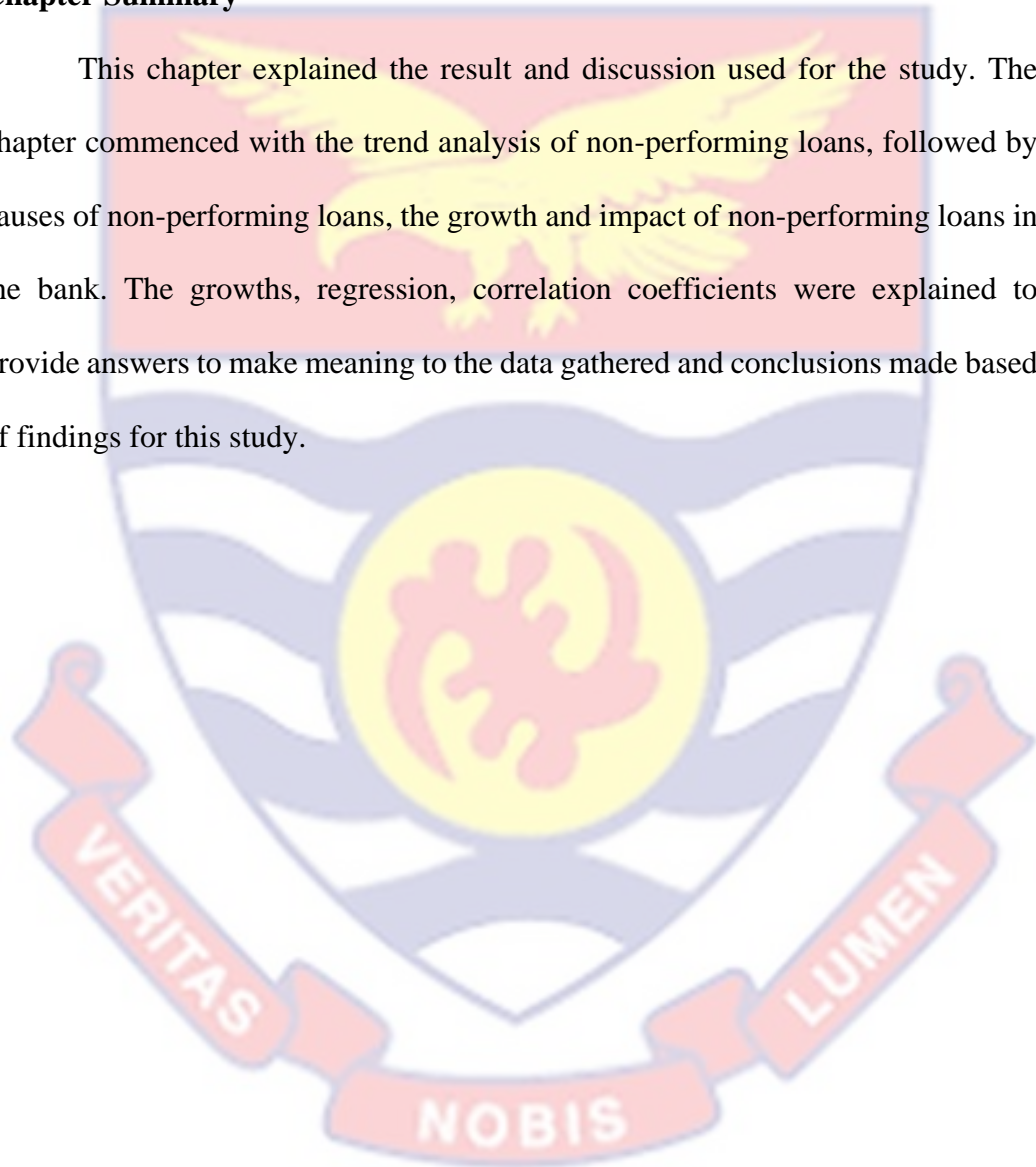 hapter Summary
This chapter explained the result and discussion used for the study. The
hapter commenced with the trend analysis of non-performing loans, followed by
auses of non-performing loans, the growth and impact of non-performing loans in
he bank. The growths, regression, correlation coefficients were explained to
rovide answers to make meaning to the data gathered and conclusions made based
f findings for this study.
VERITAS
NOBIS
LUMEN